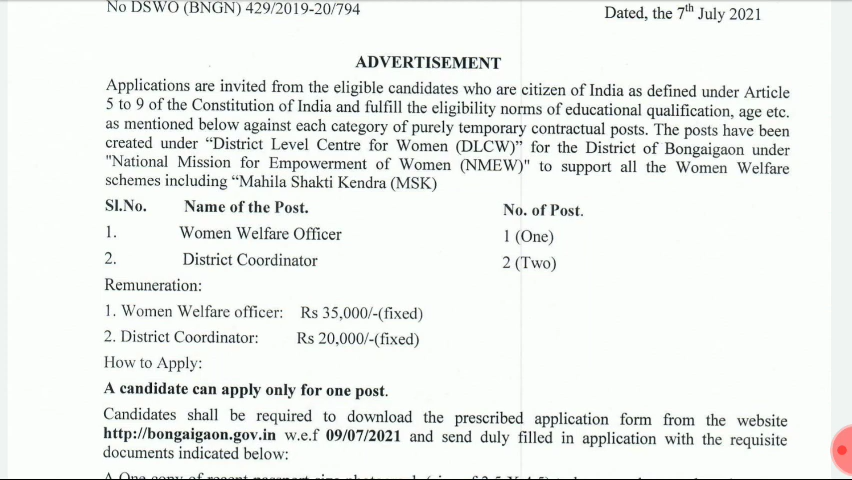 No DSWO (BNGN) 429/2019-20/794
Dated, the 7th July 2021
ADVERTISEMENT
Applications are invited from the eligible candidates who are citizen of India as defined under Article
5 to 9 of the Constitution of India and fulfill the eligibility norms of educational qualification, age etc.
as mentioned below against each category of purely temporary contractual posts. The posts have been
created under “District Level Centre for Women (DLCW)” for the District of Bongaigaon under
"National Mission for Empowerment of Women (NMEW)" to support all the Women Welfare
schemes including “Mahila Shakti Kendra (MSK)
Sl.No. Name of the Post. No. of Post.
1. Women Welfare Officer 1 (One)
2. District Coordinator 2 (Two)
Remuneration:
1. Women Welfare officer: Rs 35,000/-(fixed)
2. District Coordinator: Rs 20,000/-(fixed)
How to Apply:
A candidate can apply only for one post.
Candidates shall be required to download the prescribed application form from the website
http://bongaigaon.gov.in w.e.f 09/07/2021 and send duly filled in application with the requisite
documents indicated below: